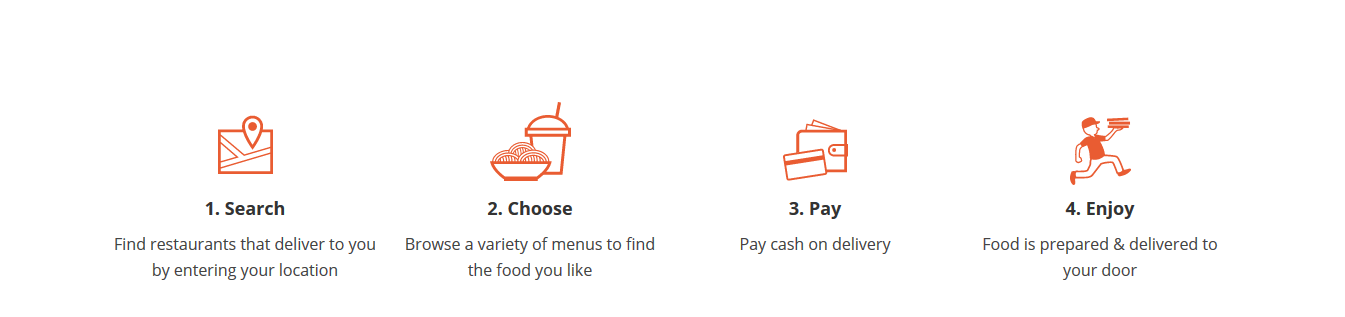 1. Search
Find restaurants that deliver to you
by entering your location
2. Choose
Browse a variety of menus to find
the food you like
3. Pay
Pay cash on delivery
4. Enjoy
Food is prepared & delivered to
your door